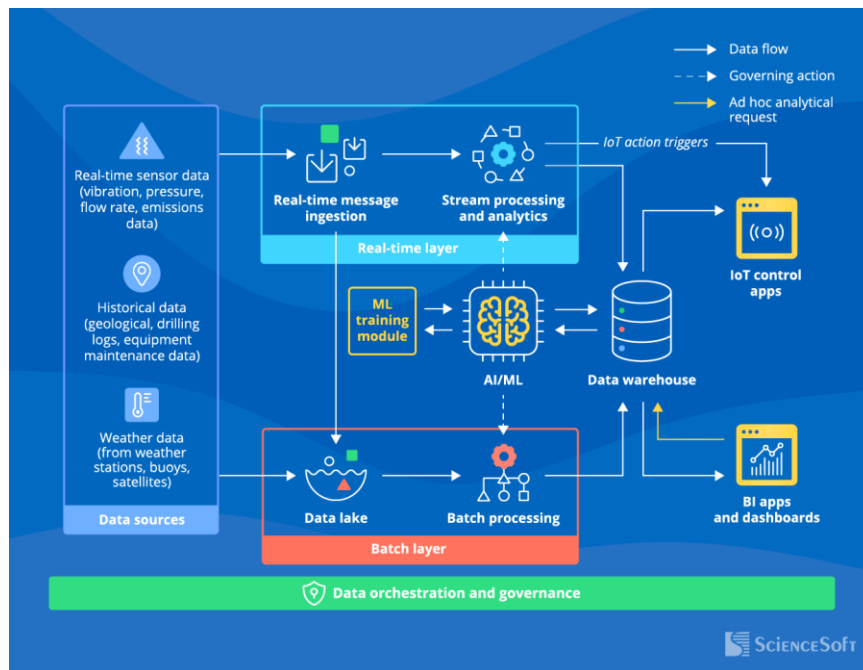 Data flow
Governing action
Ad hoc analytical
request
Real-time sensor data
(vibration, pressure,
flow rate, emissions
data)
Historical data
(geological, drilling
logs, equipment
maintenance data)
Weather data
(from weather
stations, buoys,
satellites)
Data sources
Real-time message
ingestion
Stream processing
and analytics
Real-time layer
IoT action triggers
IoT control
apps
ML
training
module
AI/ML
Data warehouse
Data lake
Batch processing
Batch layer
BI apps
and dashboards
Data orchestration and governance
ScienceSoft